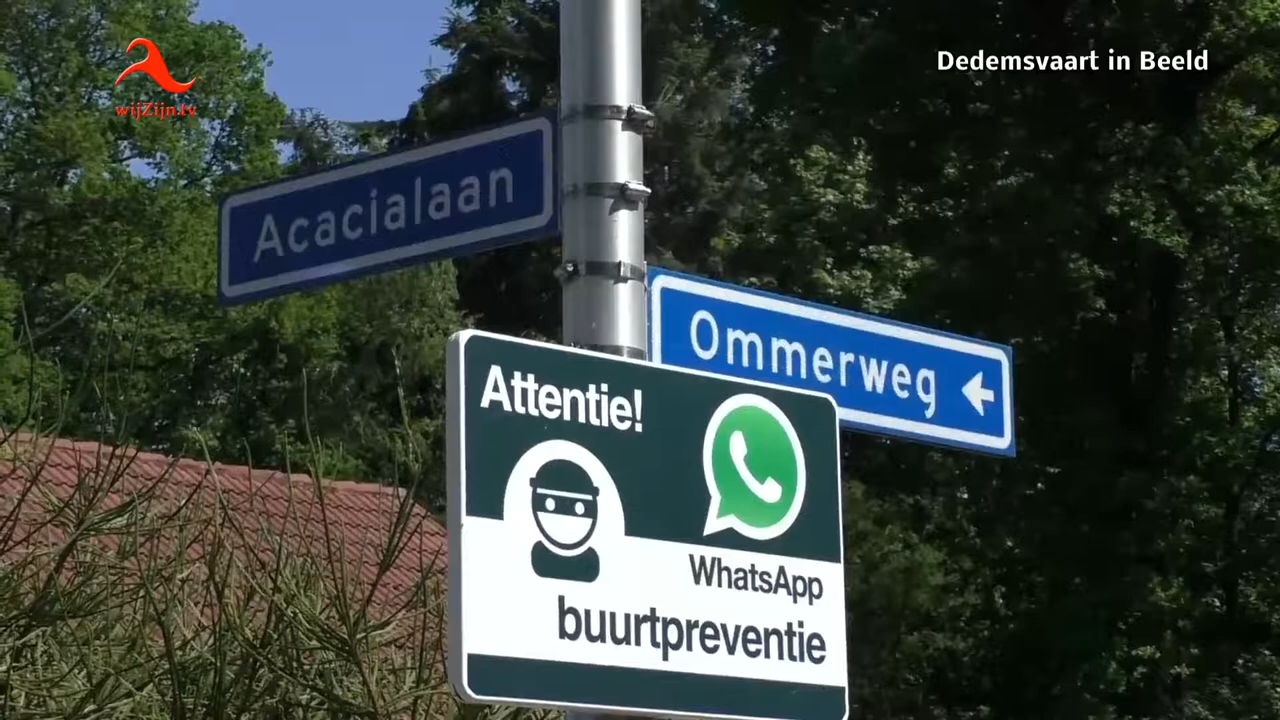 wijZijn.tv
Dedemsvaart in Beeld
Acacialaan
Ommerweg
Attentie!
WhatsApp
buurtpreventie